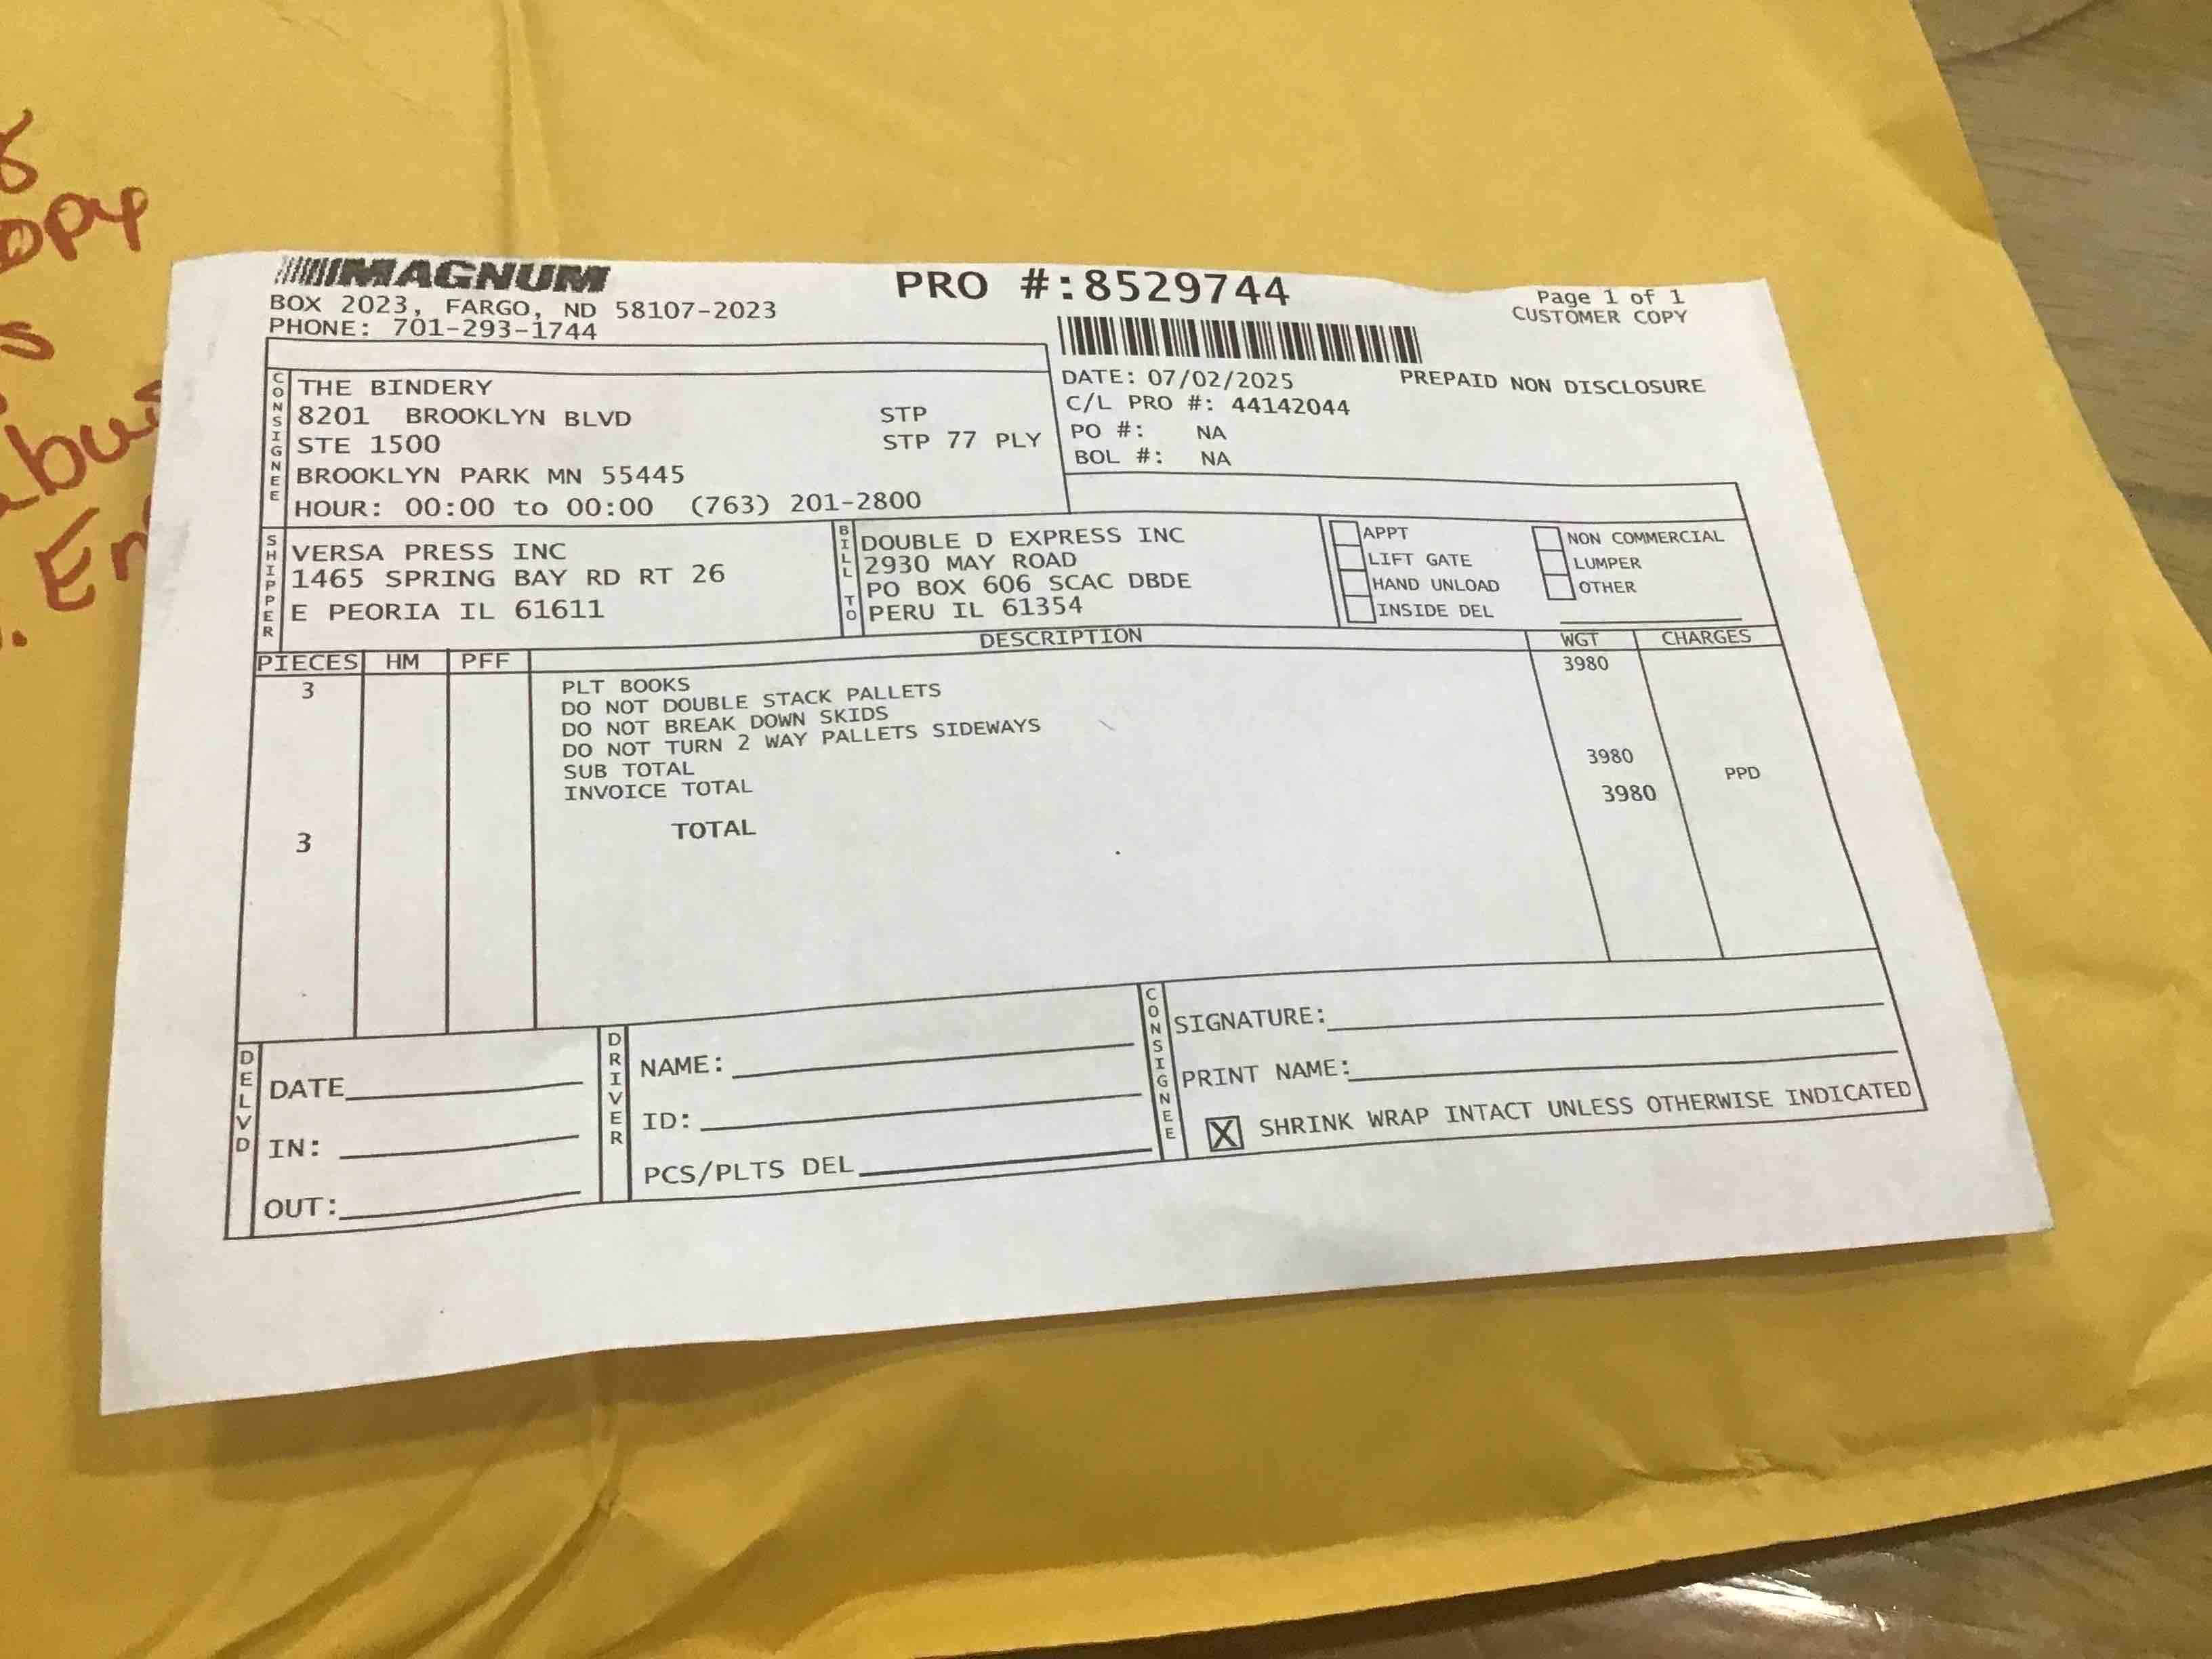 opy
s
bus
En
MAGNUM
BOX 2023, FARGO, ND 58107-2023
PHONE: 701-293-1744
PRO #:8529744
Page 1 of 1
CUSTOMER COPY
CONSIGNEE
THE BINDERY
8201 BROOKLYN BLVD STP
STE 1500 STP 77 PLY
BROOKLYN PARK MN 55445
HOUR: 00:00 to 00:00 (763) 201-2800
DATE: 07/02/2025 PREPAID NON DISCLOSURE
C/L PRO #: 44142044
PO #: NA
BOL #: NA
SHIPPER
VERSA PRESS INC
1465 SPRING BAY RD RT 26
E PEORIA IL 61611
BILL TO
DOUBLE D EXPRESS INC
2930 MAY ROAD
PO BOX 606 SCAC DBDE
PERU IL 61354
APPT NON COMMERCIAL
LIFT GATE LUMPER
HAND UNLOAD OTHER
INSIDE DEL
PIECES HM PFF DESCRIPTION WGT CHARGES
3 PLT BOOKS 3980
DO NOT DOUBLE STACK PALLETS
DO NOT BREAK DOWN SKIDS
DO NOT TURN 2 WAY PALLETS SIDEWAYS
SUB TOTAL 3980
INVOICE TOTAL PPD
3 TOTAL 3980
DELVD
DATE
IN:
OUT:
DRIVER
NAME:
ID:
PCS/PLTS DEL
CONSIGNEE
SIGNATURE:
PRINT NAME:
X SHRINK WRAP INTACT UNLESS OTHERWISE INDICATED